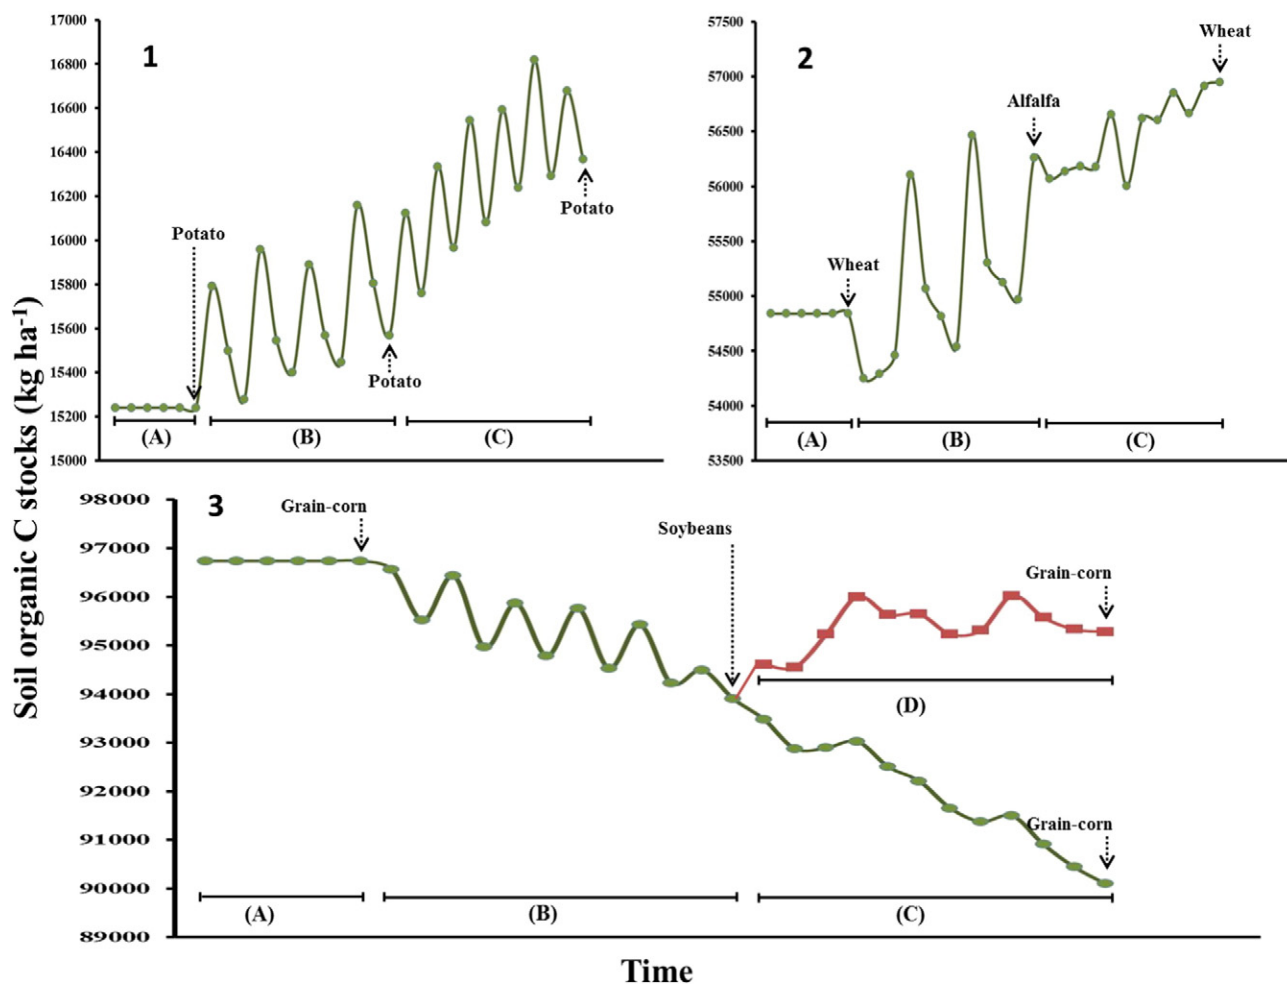 Soil organic C stocks (kg ha⁻¹)
1
17000
16800
16600
16400
16200
16000
15800
15600
15400
15200
15000
Potato
Potato
Potato
(A)
(B)
(C)
2
57500
57000
56500
56000
55500
55000
54500
54000
53500
Wheat
Alfalfa
Wheat
(A)
(B)
(C)
3
98000
97000
96000
95000
94000
93000
92000
91000
90000
89000
Grain-corn
Soybeans
Grain-corn
(D)
Grain-corn
(A)
(B)
(C)
Time